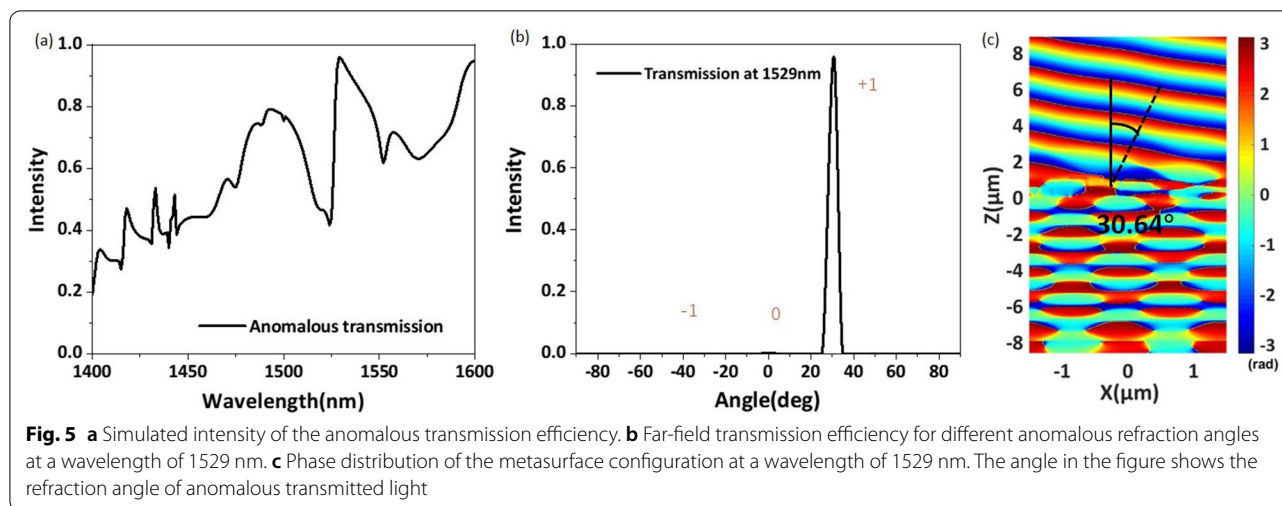 (a)
1.0
0.8
0.6
0.4
0.2
0.0
Intensity
Anomalous transmission
1400 1450 1500 1550 1600
Wavelength(nm)
(b)
1.0
0.8
0.6
0.4
0.2
0.0
Intensity
Transmission at 1529nm
+1
-1
0
-80 -60 -40 -20 0 20 40 60 80
Angle(deg)
(c)
8
6
4
2
0
-2
-4
-6
-8
Z(μm)
30.64°
-1 0 1
X(μm)
3
2
1
0
-1
-2
-3
(rad)
Fig. 5 a Simulated intensity of the anomalous transmission efficiency. b Far-field transmission efficiency for different anomalous refraction angles
at a wavelength of 1529 nm. c Phase distribution of the metasurface configuration at a wavelength of 1529 nm. The angle in the figure shows the
refraction angle of anomalous transmitted light